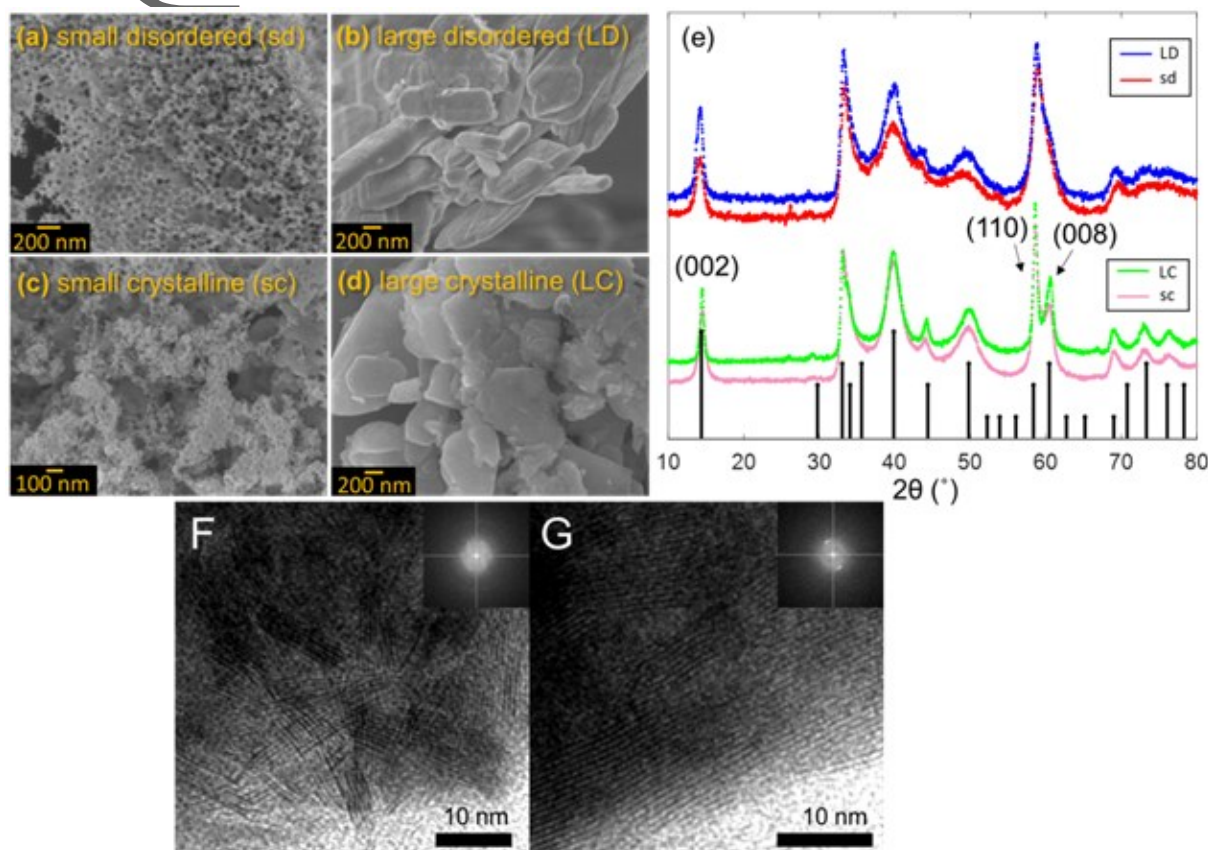 (a) small disordered (sd)
200 nm
(b) large disordered (LD)
200 nm
(c) small crystalline (sc)
100 nm
(d) large crystalline (LC)
200 nm
(e)
LD
sd
(002)
(110)
(008)
LC
sc
10 20 30 40 50 60 70 80
2θ (°)
F
10 nm
G
10 nm